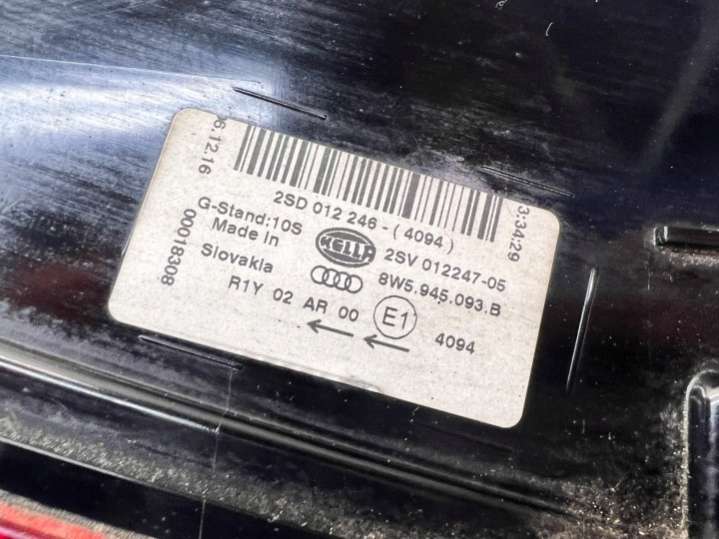 6.12.16
00018308
2SD 012 246-(4094)
3:34:29
G-Stand:10S
Made in
Slovakia
HELLA
2SV 012247-05
8W5.945.093.B
R1Y 02 AR 00
E1
4094